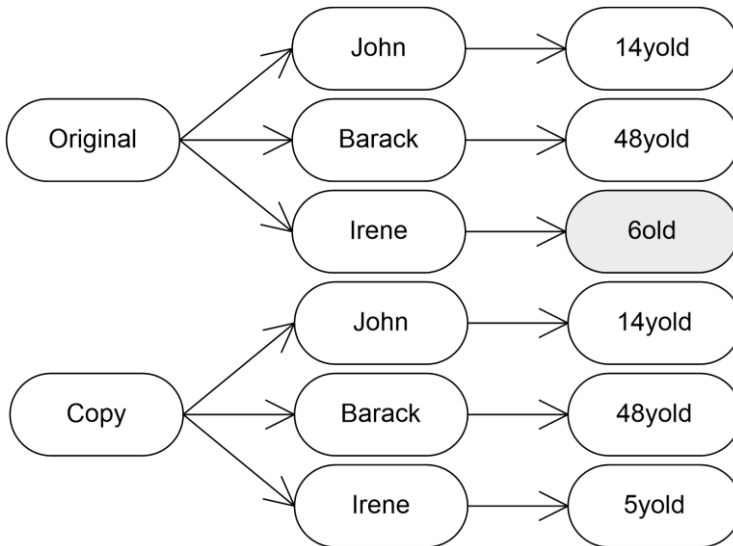 John
14yold
Original
Barack
48yold
Irene
6old
John
14yold
Copy
Barack
48yold
Irene
5yold